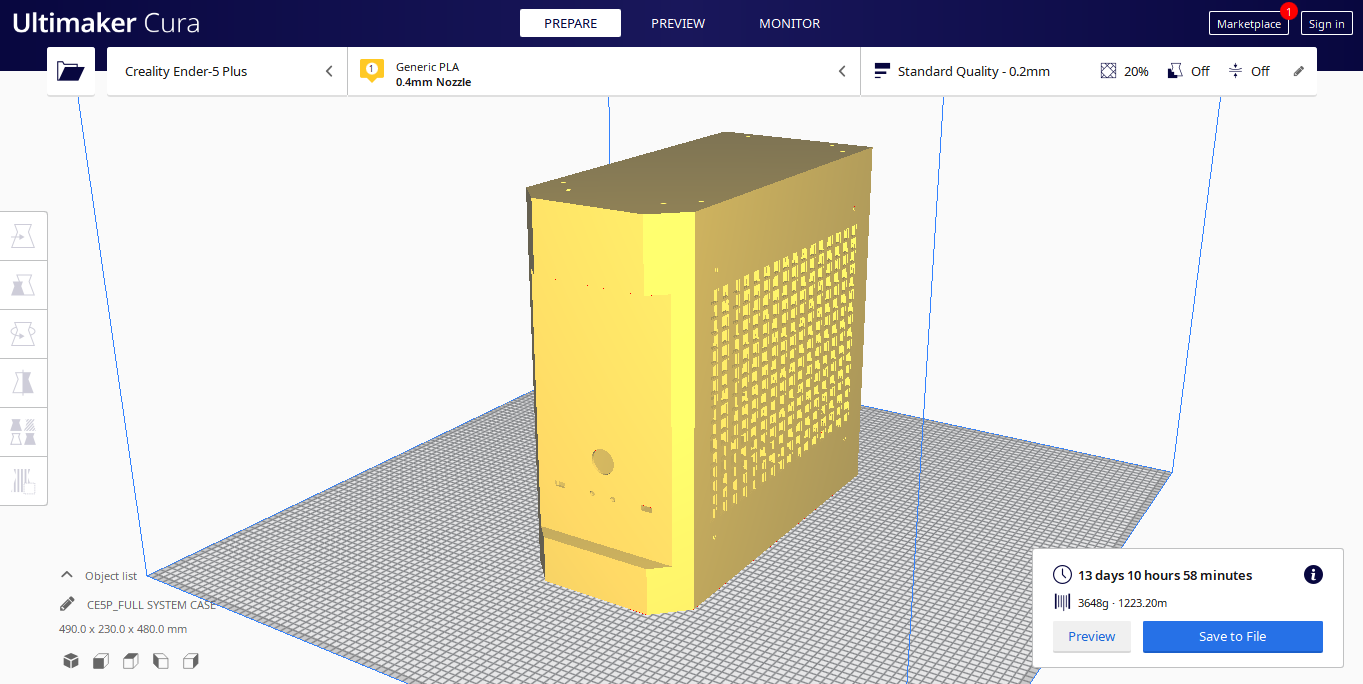 Ultimaker Cura
PREPARE
PREVIEW
MONITOR
Marketplace
1
Sign in
Creality Ender-5 Plus
1
Generic PLA
0.4mm Nozzle
Standard Quality - 0.2mm
20%
Off
Off
Object list
CE5P_FULL SYSTEM CASE
490.0 x 230.0 x 480.0 mm
13 days 10 hours 58 minutes
i
3648g · 1223.20m
Preview
Save to File